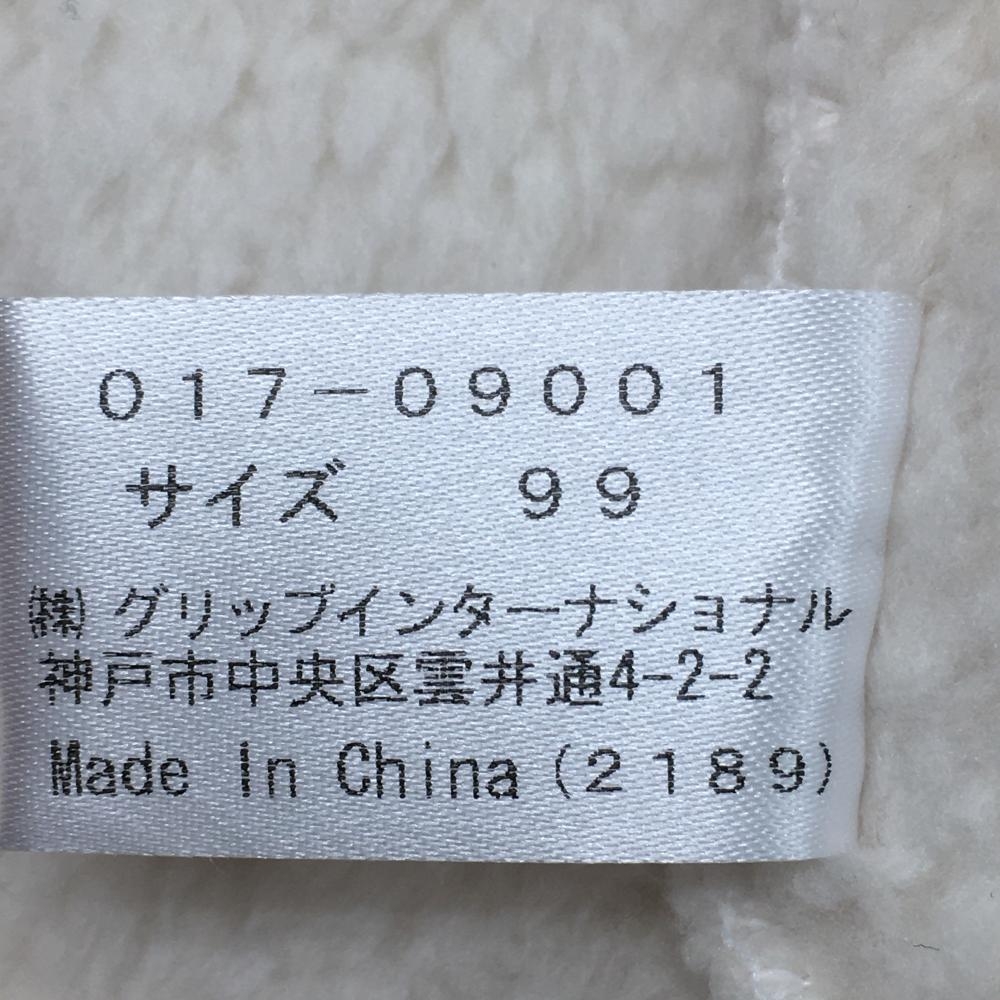 017-09001
サイズ 99
㈱グリップインターナショナル
神戸市中央区雲井通4-2-2
Made In China(2189)